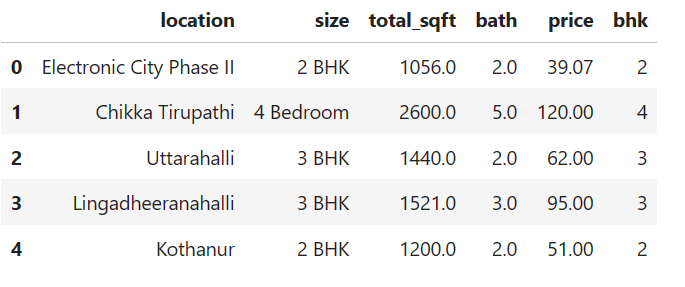 location size total_sqft bath price bhk
0 Electronic City Phase II 2 BHK 1056.0 2.0 39.07 2
1 Chikka Tirupathi 4 Bedroom 2600.0 5.0 120.00 4
2 Uttarahalli 3 BHK 1440.0 2.0 62.00 3
3 Lingadheeranahalli 3 BHK 1521.0 3.0 95.00 3
4 Kothanur 2 BHK 1200.0 2.0 51.00 2